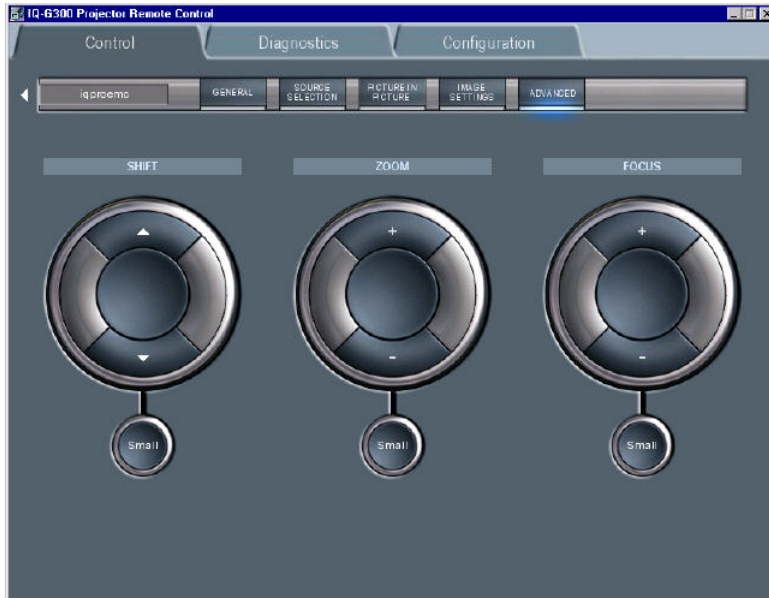 IQ-G300 Projector Remote Control
Control
Diagnostics
Configuration
iqproems
GENERAL
SOURCE
SELECTION
PICTURE IN
PICTURE
IMAGE
SETTINGS
ADVANCED
SHIFT
ZOOM
FOCUS
+
+
-
-
Small
Small
Small